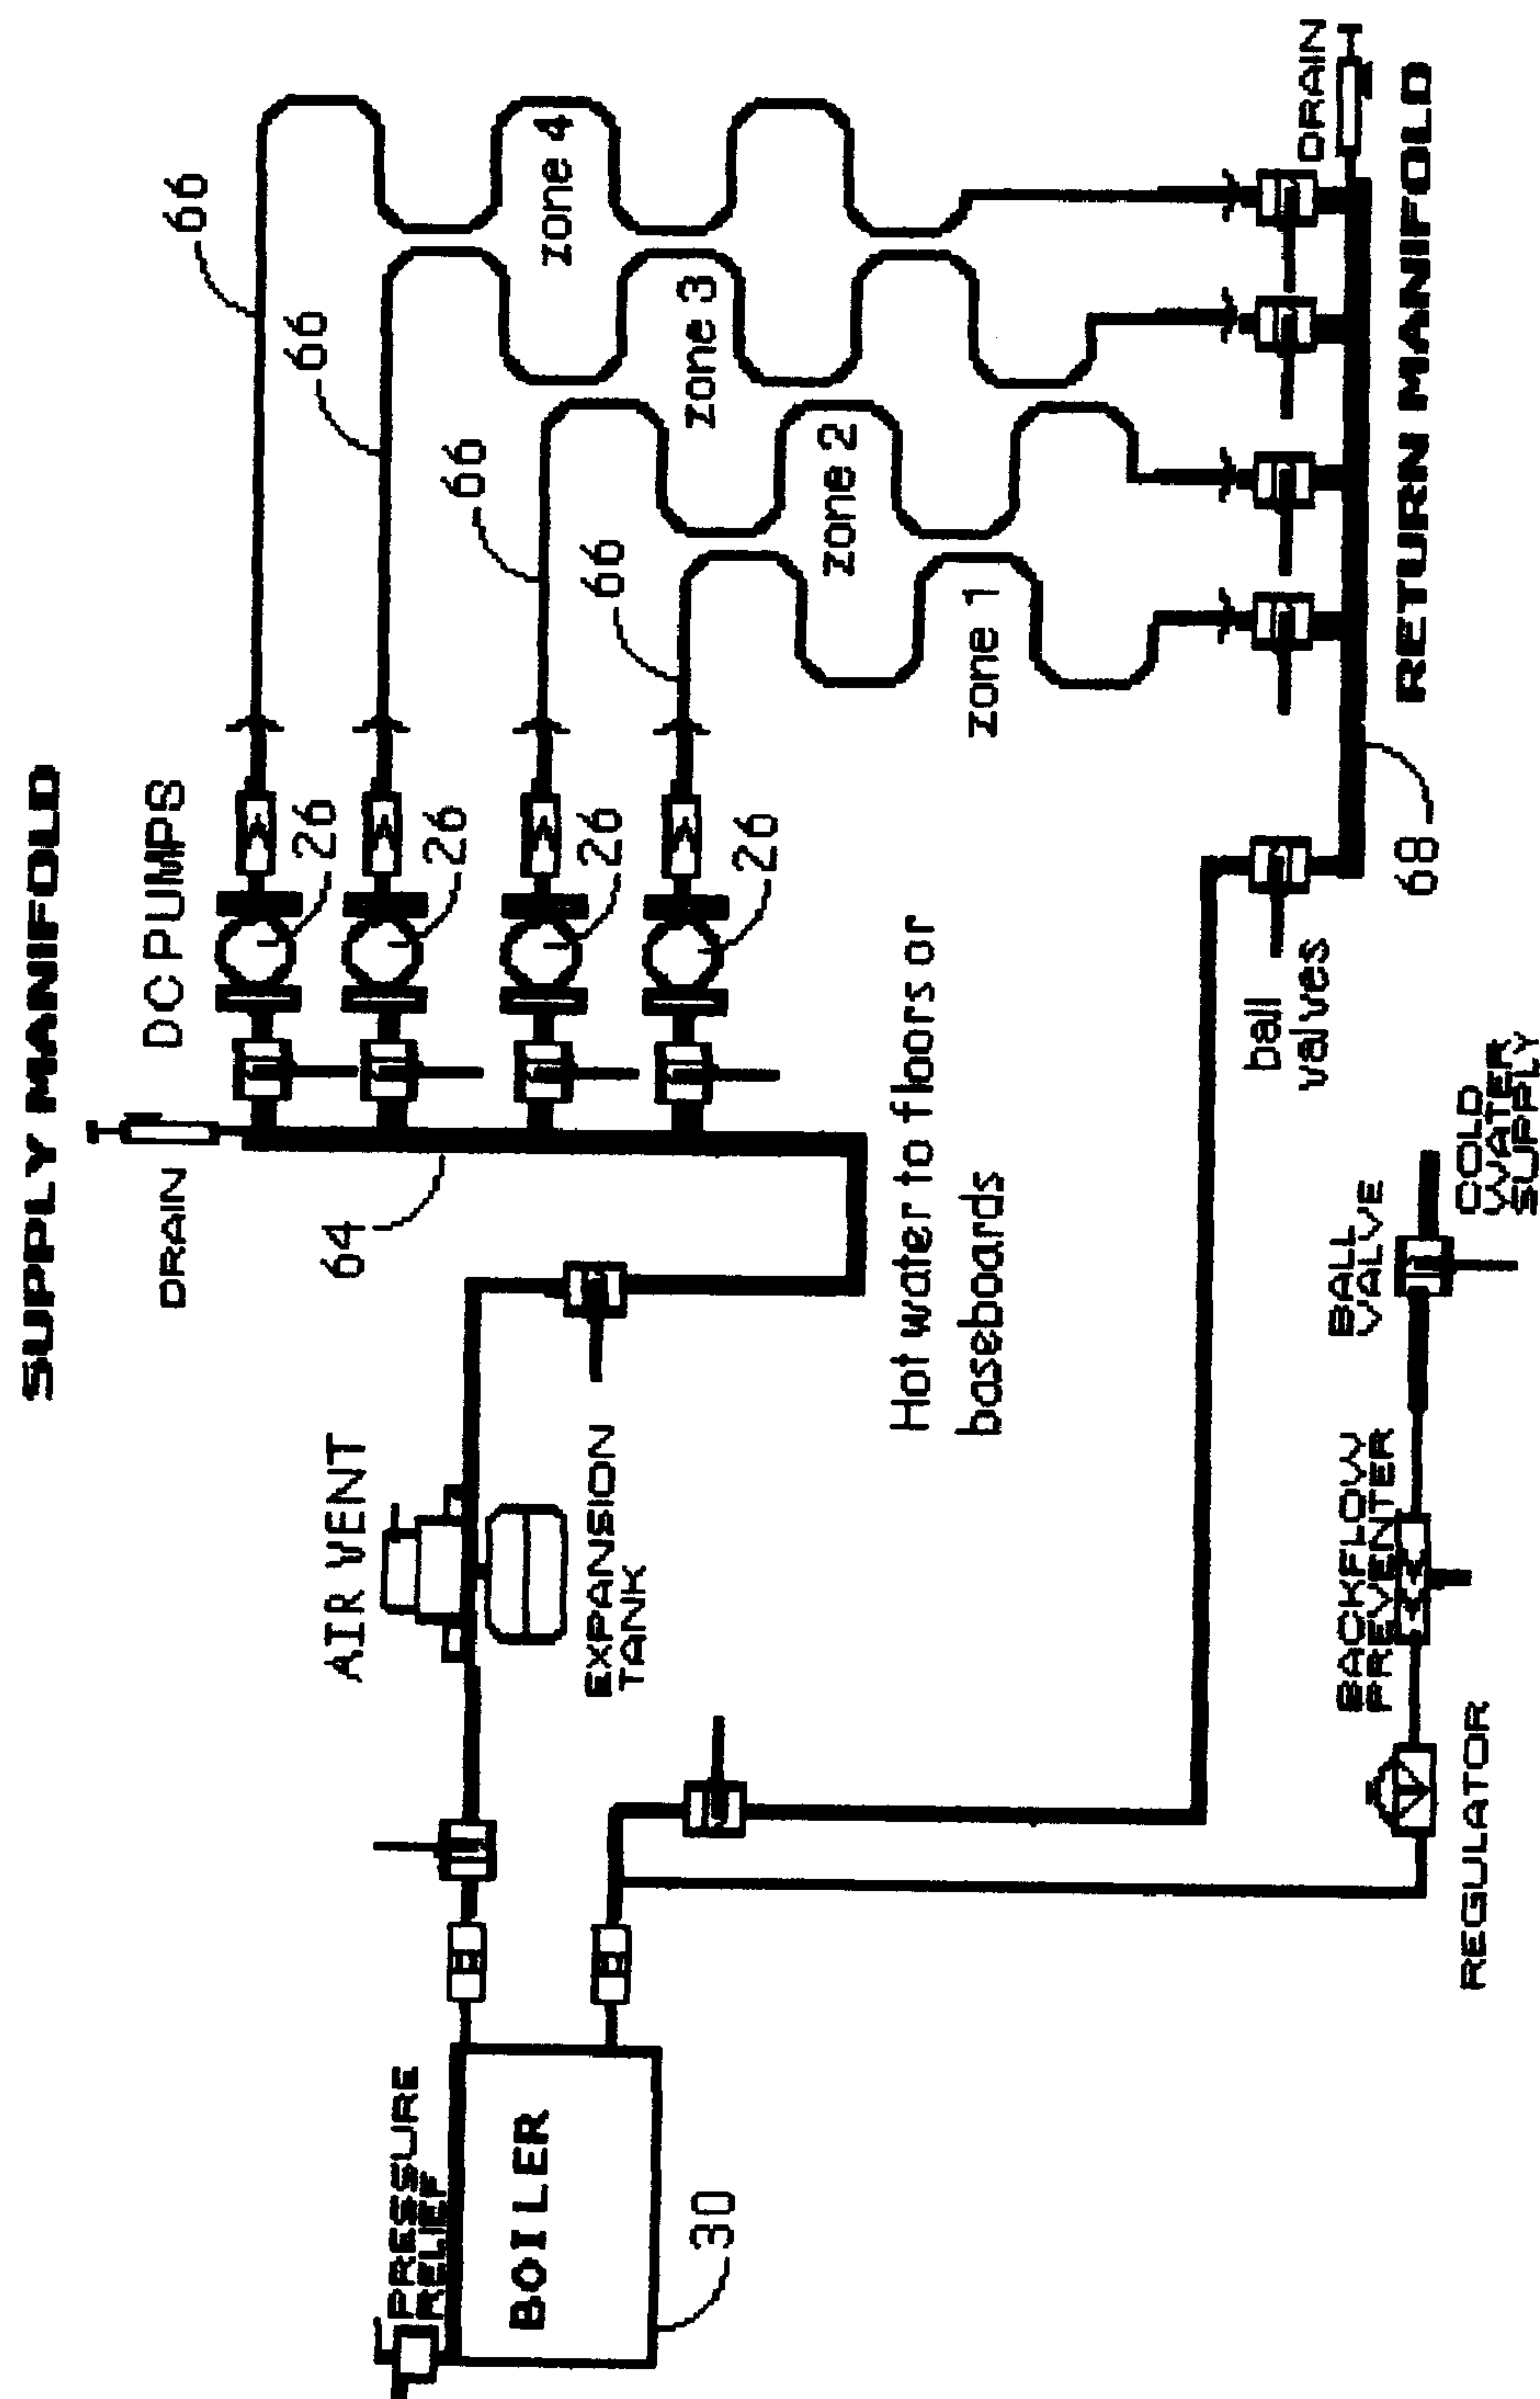 SUPPLY MANIFOLD
DC PUMPS
DRAIN
64
26
26
26
26
66
66
66
66
zone 4
zone 3
zone 2
zone 1
AIR VENT
EXPANSION
TANK
Hot water to floors or
baseboards
PRESSURE
RELIEF
BOILER
30
ball
valves
68
DRAIN
RETURN MANIFOLD
REGULATOR
BACKFLOW
PREVENTER
BALL
VALVE
COLD
WATER
SUPPLY